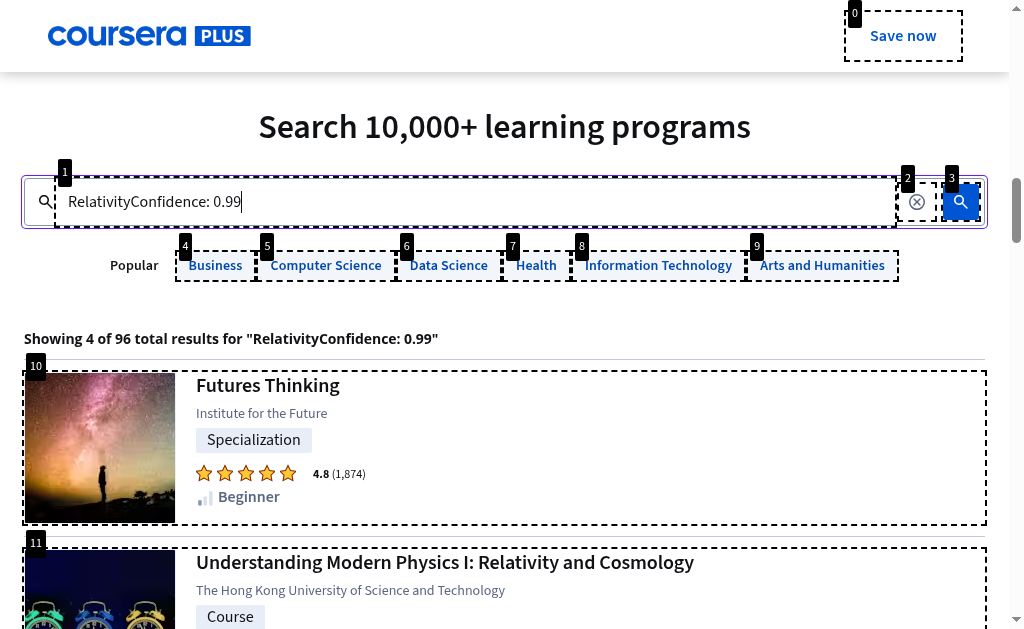 coursera PLUS
0
Save now
Search 10,000+ learning programs
1
2
3
RelativityConfidence: 0.99
4
5
6
7
8
9
Popular
Business
Computer Science
Data Science
Health
Information Technology
Arts and Humanities
Showing 4 of 96 total results for "RelativityConfidence: 0.99"
10
Futures Thinking
Institute for the Future
Specialization
4.8 (1,874)
Beginner
11
Understanding Modern Physics I: Relativity and Cosmology
The Hong Kong University of Science and Technology
Course